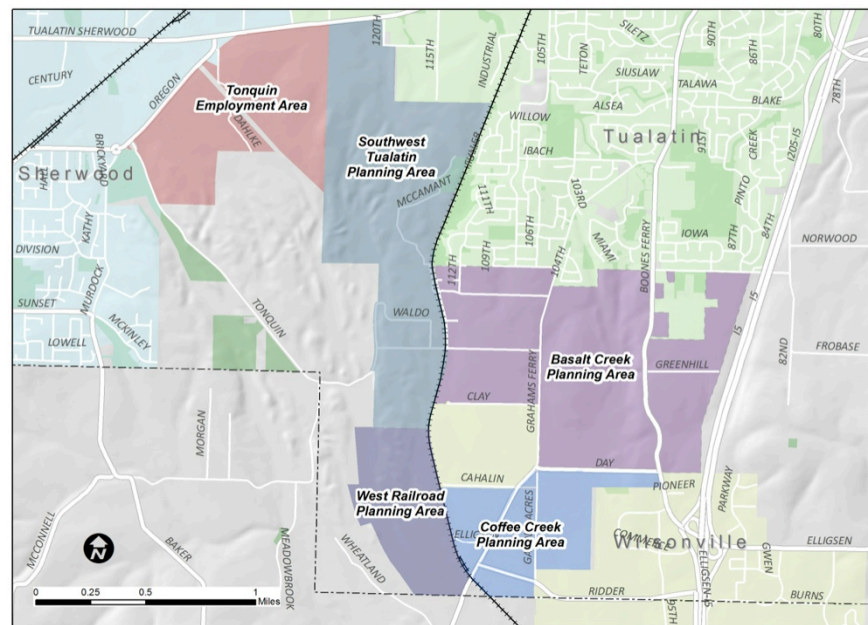 TUALATIN SHERWOOD
120TH
115TH
INDUSTRIAL
105TH
TETON
SILETZ
90TH
86TH
80TH
78TH
CENTURY
OREGON
SIUSLAW
TALAWA
BLAKE
Tonquin
Employment Area
DAHLKE
WILLOW
ALSEA
Tualatin
Southwest
Tualatin
Planning Area
IBACH
91ST
CREEK
PINTO
I205-I5
Sherwood
HALL
BRICKYARD
KATHY
MCCAMANT
111TH
106TH
103RD
MIAMI
IOWA
87TH
84TH
NORWOOD
DIVISION
MURDOCK
112TH
109TH
104TH
BOONES FERRY
I5
I5
SUNSET
MCKINLEY
LOWELL
TONQUIN
WALDO
82ND
FROBASE
Basalt Creek
Planning Area
GREENHILL
CLAY
GRAHAMS FERRY
MORGAN
DAY
CAHALIN
PIONEER
PARKWAY
West Railroad
Planning Area
Coffee Creek
Planning Area
COMMERCE
Wilsonville
ELLIGSEN
MCCONNELL
BAKER
MEADOWBROOK
WHEATLAND
N
GWEN
ELLIGSEN-I5
RIDDER
BURNS
95TH
0 0.25 0.5 1
Miles